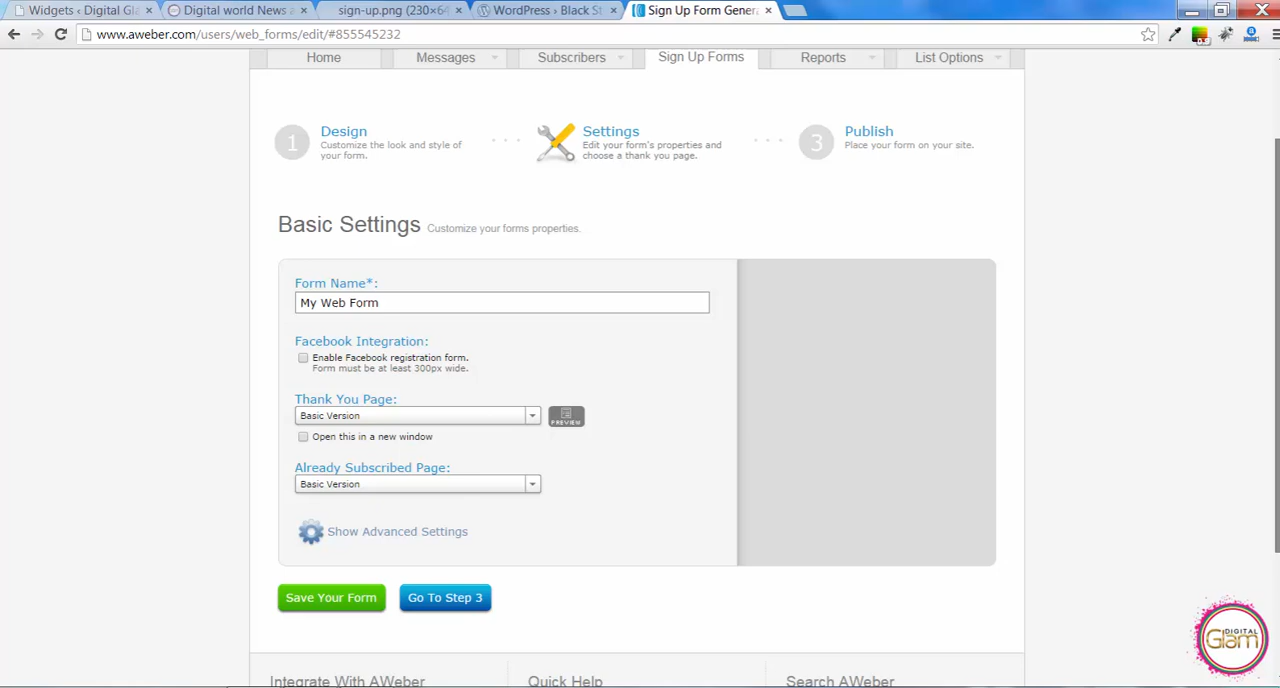 Widgets ‹ Digital Gla
Digital world News a
sign-up.png (230×64
WordPress › Black St
Sign Up Form Genera
www.aweber.com/users/web_forms/edit/#855545232
Home
Messages
Subscribers
Sign Up Forms
Reports
List Options
1
Design
Customize the look and style of
your form.
Settings
Edit your form's properties and
choose a thank you page.
3
Publish
Place your form on your site.
Basic Settings Customize your forms properties.
Form Name*:
My Web Form
Facebook Integration:
Enable Facebook registration form.
Form must be at least 300px wide.
Thank You Page:
Basic Version
PREVIEW
Open this in a new window
Already Subscribed Page:
Basic Version
Show Advanced Settings
Save Your Form
Go To Step 3
DIGITAL
Glam
Integrate With AWeber
Quick Help
Search AWeber